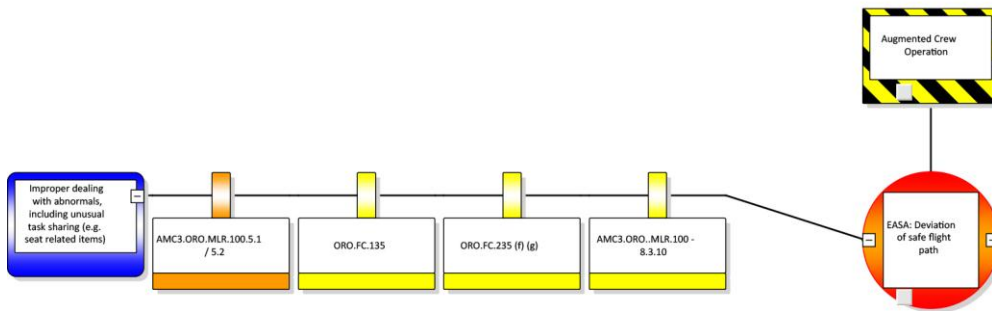 Augmented Crew
Operation
Improper dealing
with abnormals,
including unusual
task sharing (e.g.
seat related items)
AMC3.ORO.MLR.100.5.1
/ 5.2
ORO.FC.135
ORO.FC.235 (f) (g)
AMC3.ORO..MLR.100 -
8.3.10
EASA: Deviation
of safe flight
path